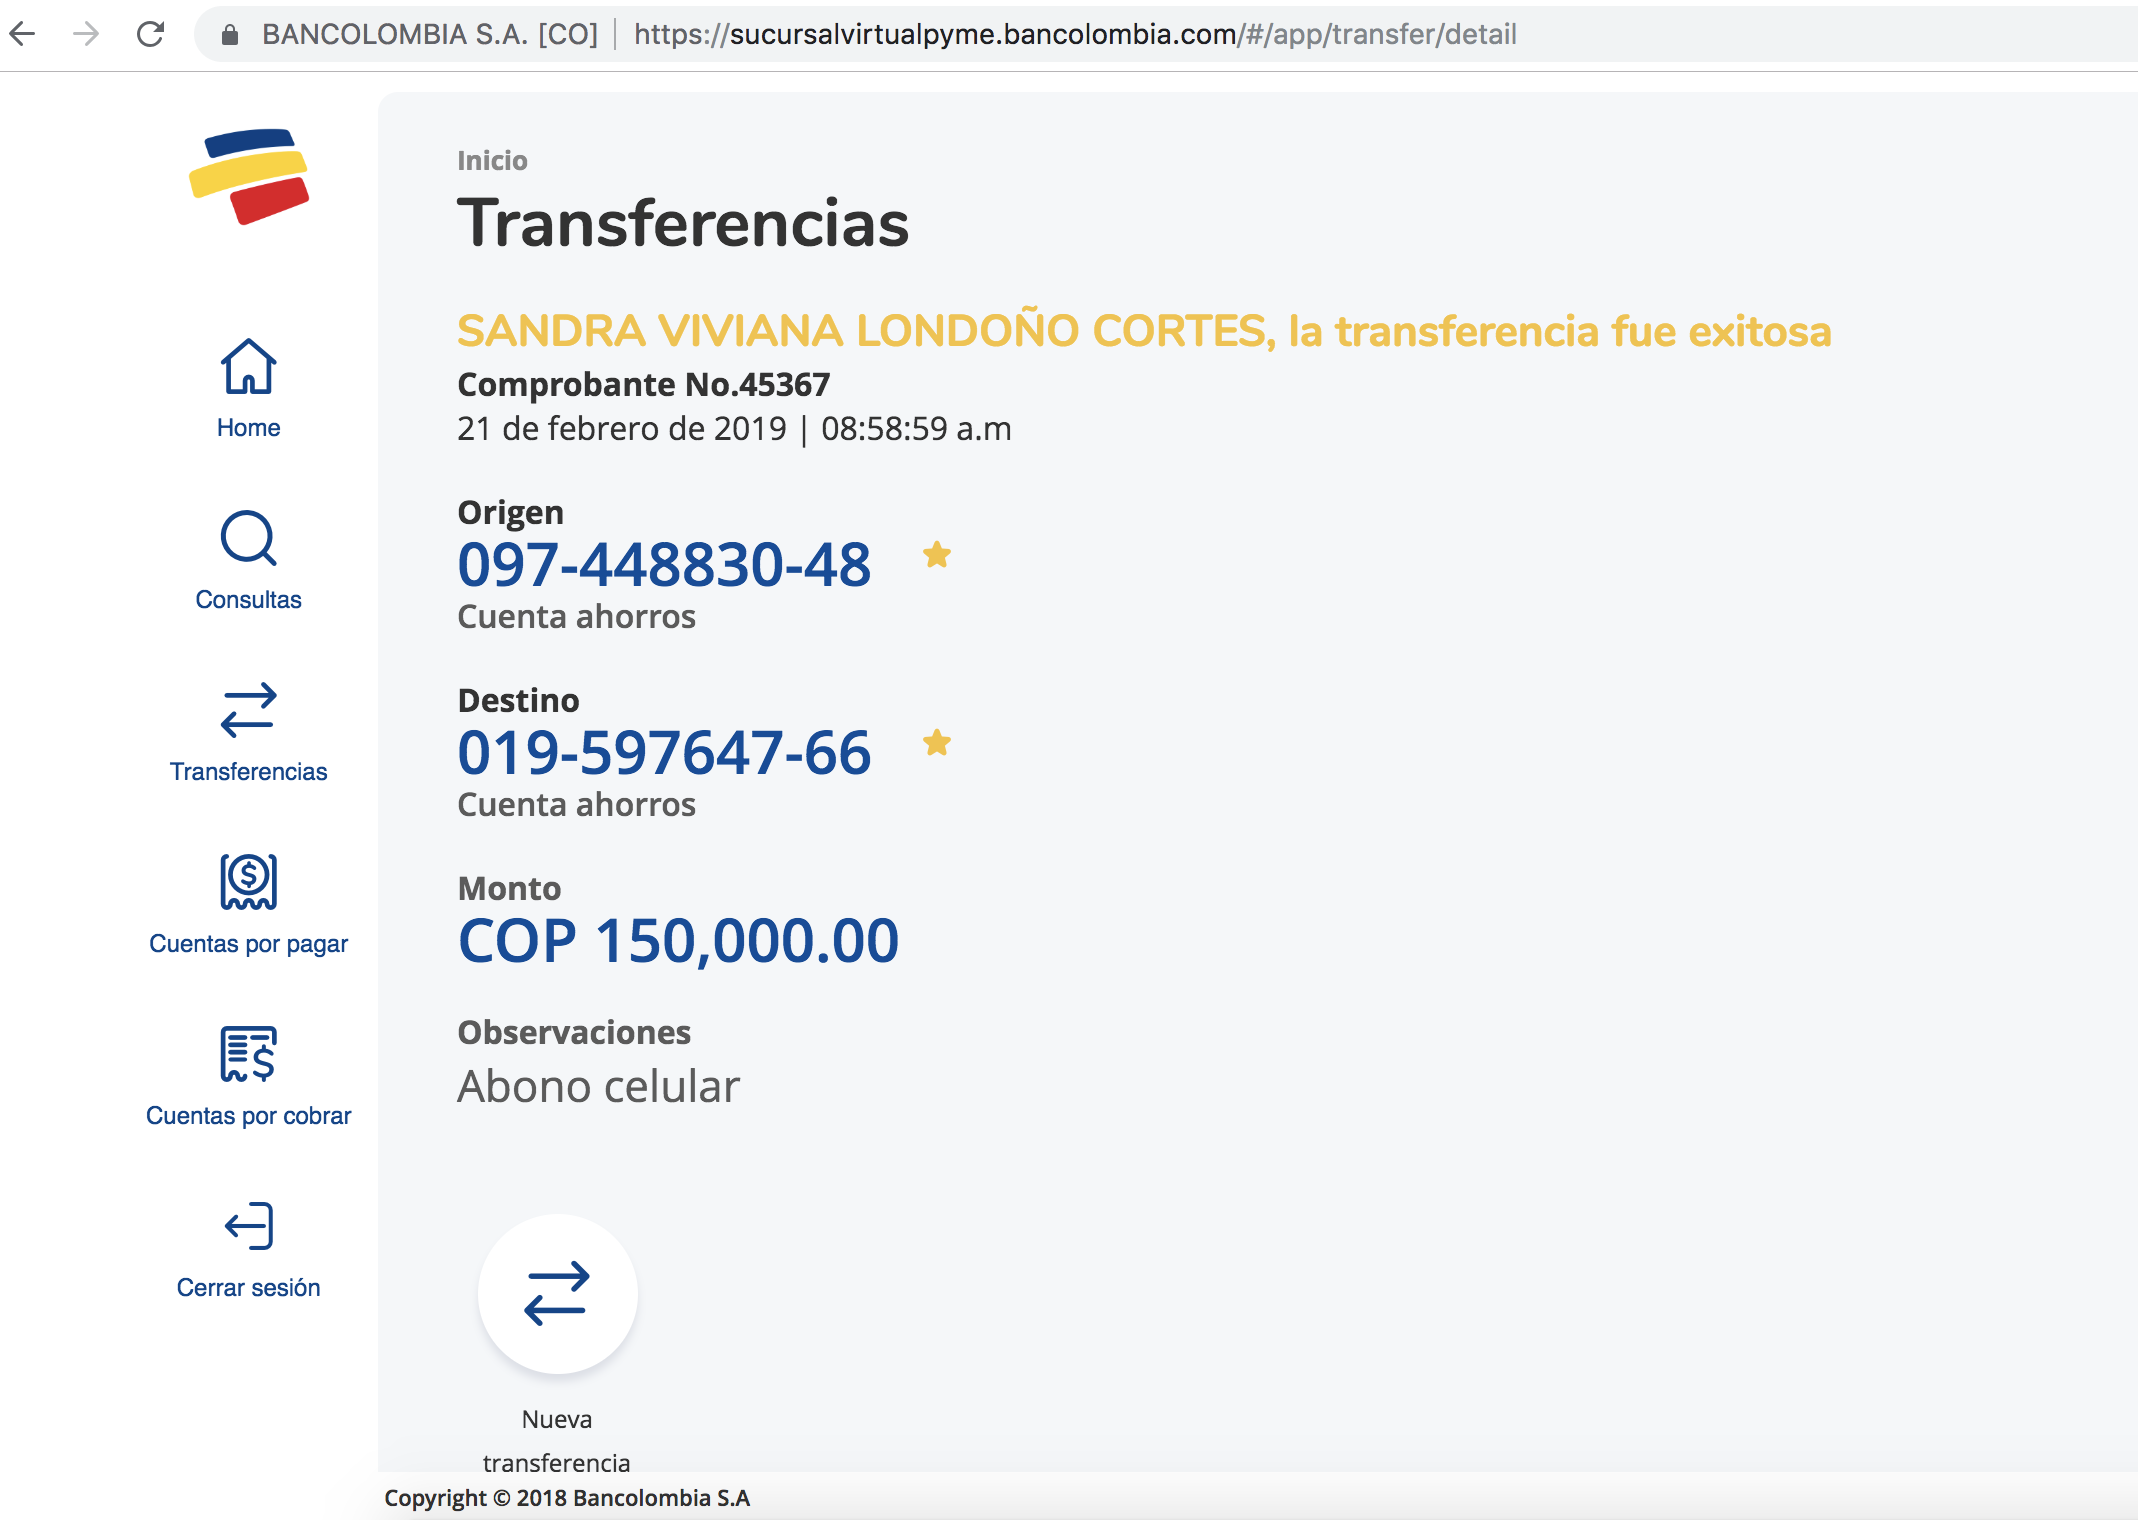 BANCOLOMBIA S.A. [CO] | https://sucursalvirtualpyme.bancolombia.com/#/app/transfer/detail
Home
Consultas
Transferencias
Cuentas por pagar
Cuentas por cobrar
Cerrar sesión
Inicio
Transferencias
SANDRA VIVIANA LONDOÑO CORTES, la transferencia fue exitosa
Comprobante No.45367
21 de febrero de 2019 | 08:58:59 a.m
Origen
097-448830-48
Cuenta ahorros
Destino
019-597647-66
Cuenta ahorros
Monto
COP 150,000.00
Observaciones
Abono celular
Nueva
transferencia
Copyright © 2018 Bancolombia S.A